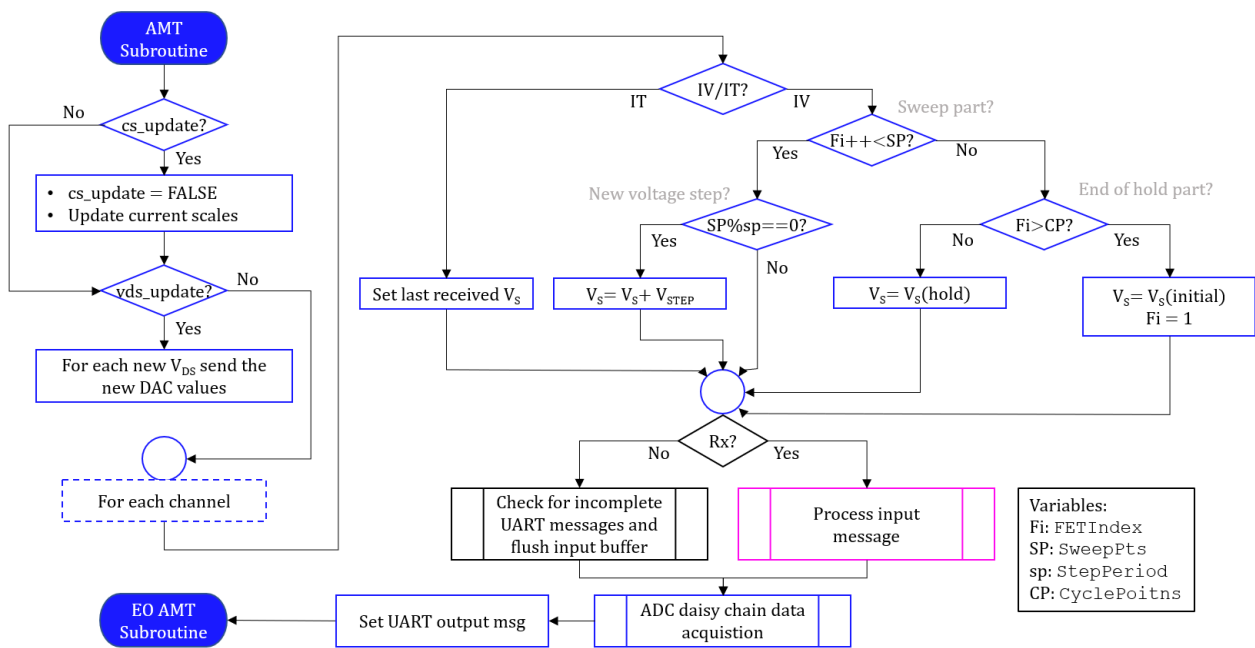 AMT
Subroutine
No
cs_update?
Yes
• cs_update = FALSE
• Update current scales
No
vds_update?
Yes
For each new VDS send the
new DAC values
For each channel
IV/IT?
IT
IV
Sweep part?
Fi++<SP?
Yes
No
New voltage step?
End of hold part?
SP%sp==0?
Fi>CP?
Yes
No
No
Yes
Set last received VS
VS= VS+ VSTEP
VS= VS(hold)
VS= VS(initial)
Fi = 1
Rx?
No
Yes
Check for incomplete
UART messages and
flush input buffer
Process input
message
Variables:
Fi: FETIndex
SP: SweepPts
sp: StepPeriod
CP: CyclePoitns
EO AMT
Subroutine
Set UART output msg
ADC daisy chain data
acquistion